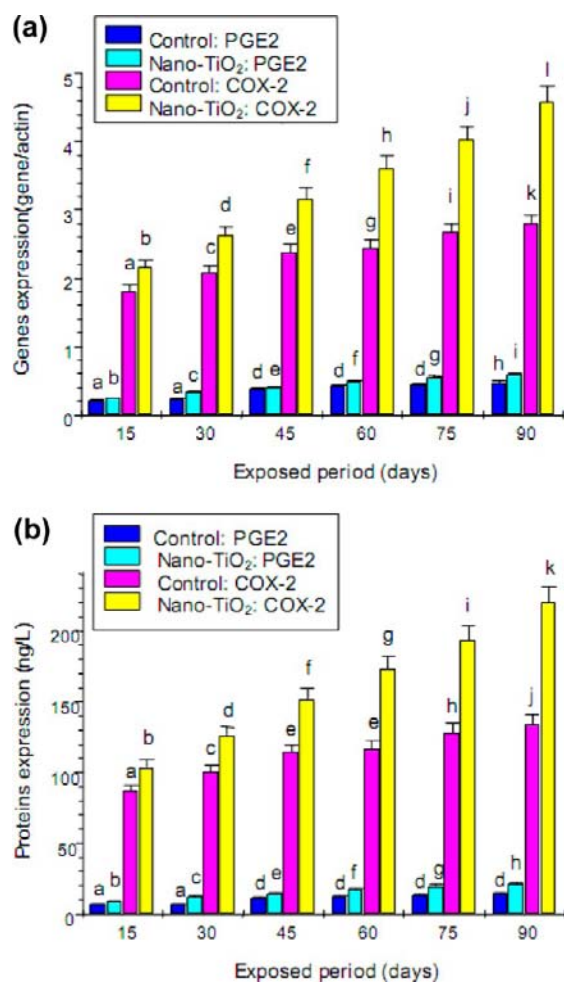 (a)
Control: PGE2
Nano-TiO₂: PGE2
Control: COX-2
Nano-TiO₂: COX-2
Genes expression(gene/actin)
5
4
3
2
1
0
a b a b
a c c d
d e e f
d f g h
d g i j
h i k l
15 30 45 60 75 90
Exposed period (days)
(b)
Control: PGE2
Nano-TiO₂: PGE2
Control: COX-2
Nano-TiO₂: COX-2
Proteins expression (ng/L)
200
150
100
50
0
a b a b
a c c d
d e e f
d f e g
d g h i
d h j k
15 30 45 60 75 90
Exposed period (days)